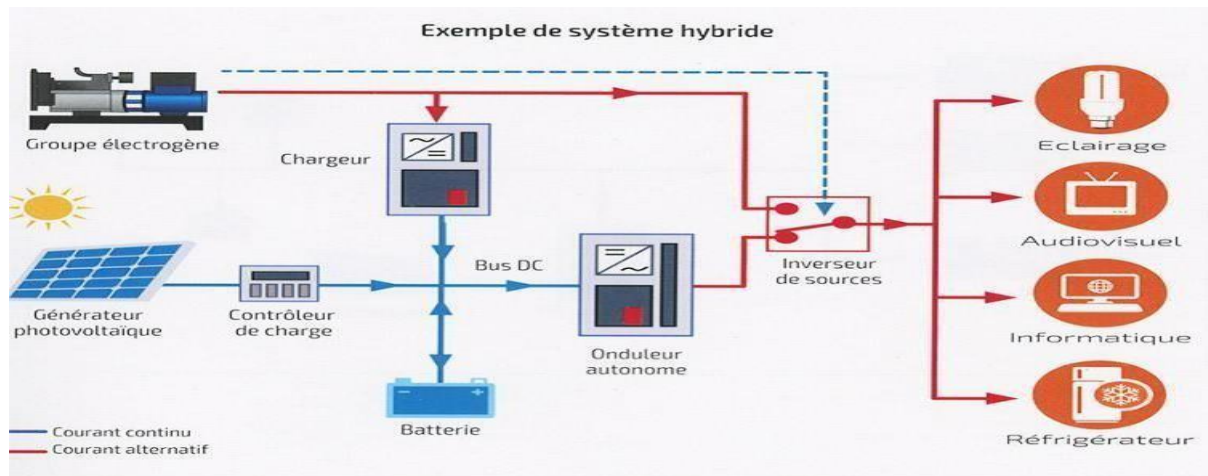 Exemple de système hybride
Groupe électrogène
Chargeur
Eclairage
Audiovisuel
Bus DC
Inverseur
de sources
Générateur
photovoltaïque
Contrôleur
de charge
Onduleur
autonome
Informatique
Batterie
Réfrigérateur
Courant continu
Courant alternatif